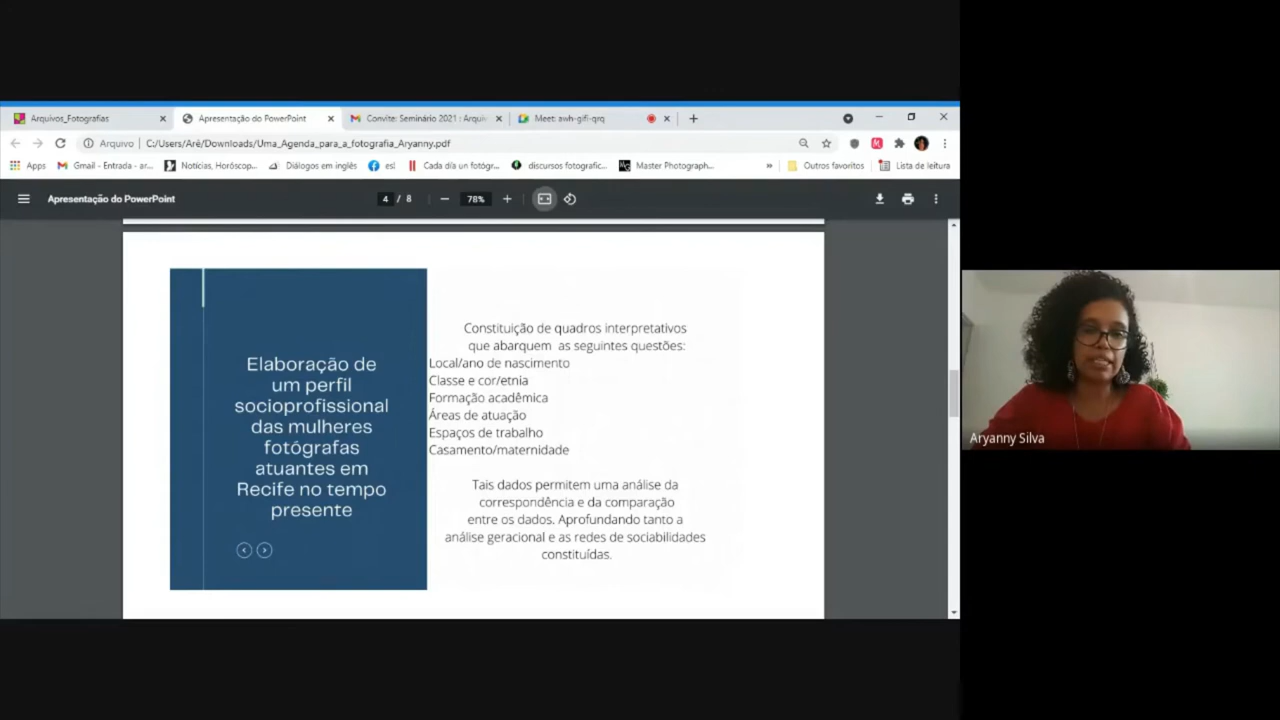 Arquivos_Fotografias
Apresentação do PowerPoint
Convite: Seminário 2021 : Arqui
Meet: awh-gifi-qrq
Arquivo
C:/Users/Arê/Downloads/Uma_Agenda_para_a_fotografia_Aryanny.pdf
Apps
Gmail - Entrada - ar...
Notícias, Horóscop...
Diálogos em inglês
es!
Cada día un fotógr...
discursos fotografic...
Master Photograph...
»
Outros favoritos
Lista de leitura
Apresentação do PowerPoint
4 / 8
78%
Elaboração de
um perfil
socioprofissional
das mulheres
fotógrafas
atuantes em
Recife no tempo
presente
Constituição de quadros interpretativos
que abarquem as seguintes questões:
Local/ano de nascimento
Classe e cor/etnia
Formação acadêmica
Áreas de atuação
Espaços de trabalho
Casamento/maternidade
Tais dados permitem uma análise da
correspondência e da comparação
entre os dados. Aprofundando tanto a
análise geracional e as redes de sociabilidades
constituídas.
Aryanny Silva